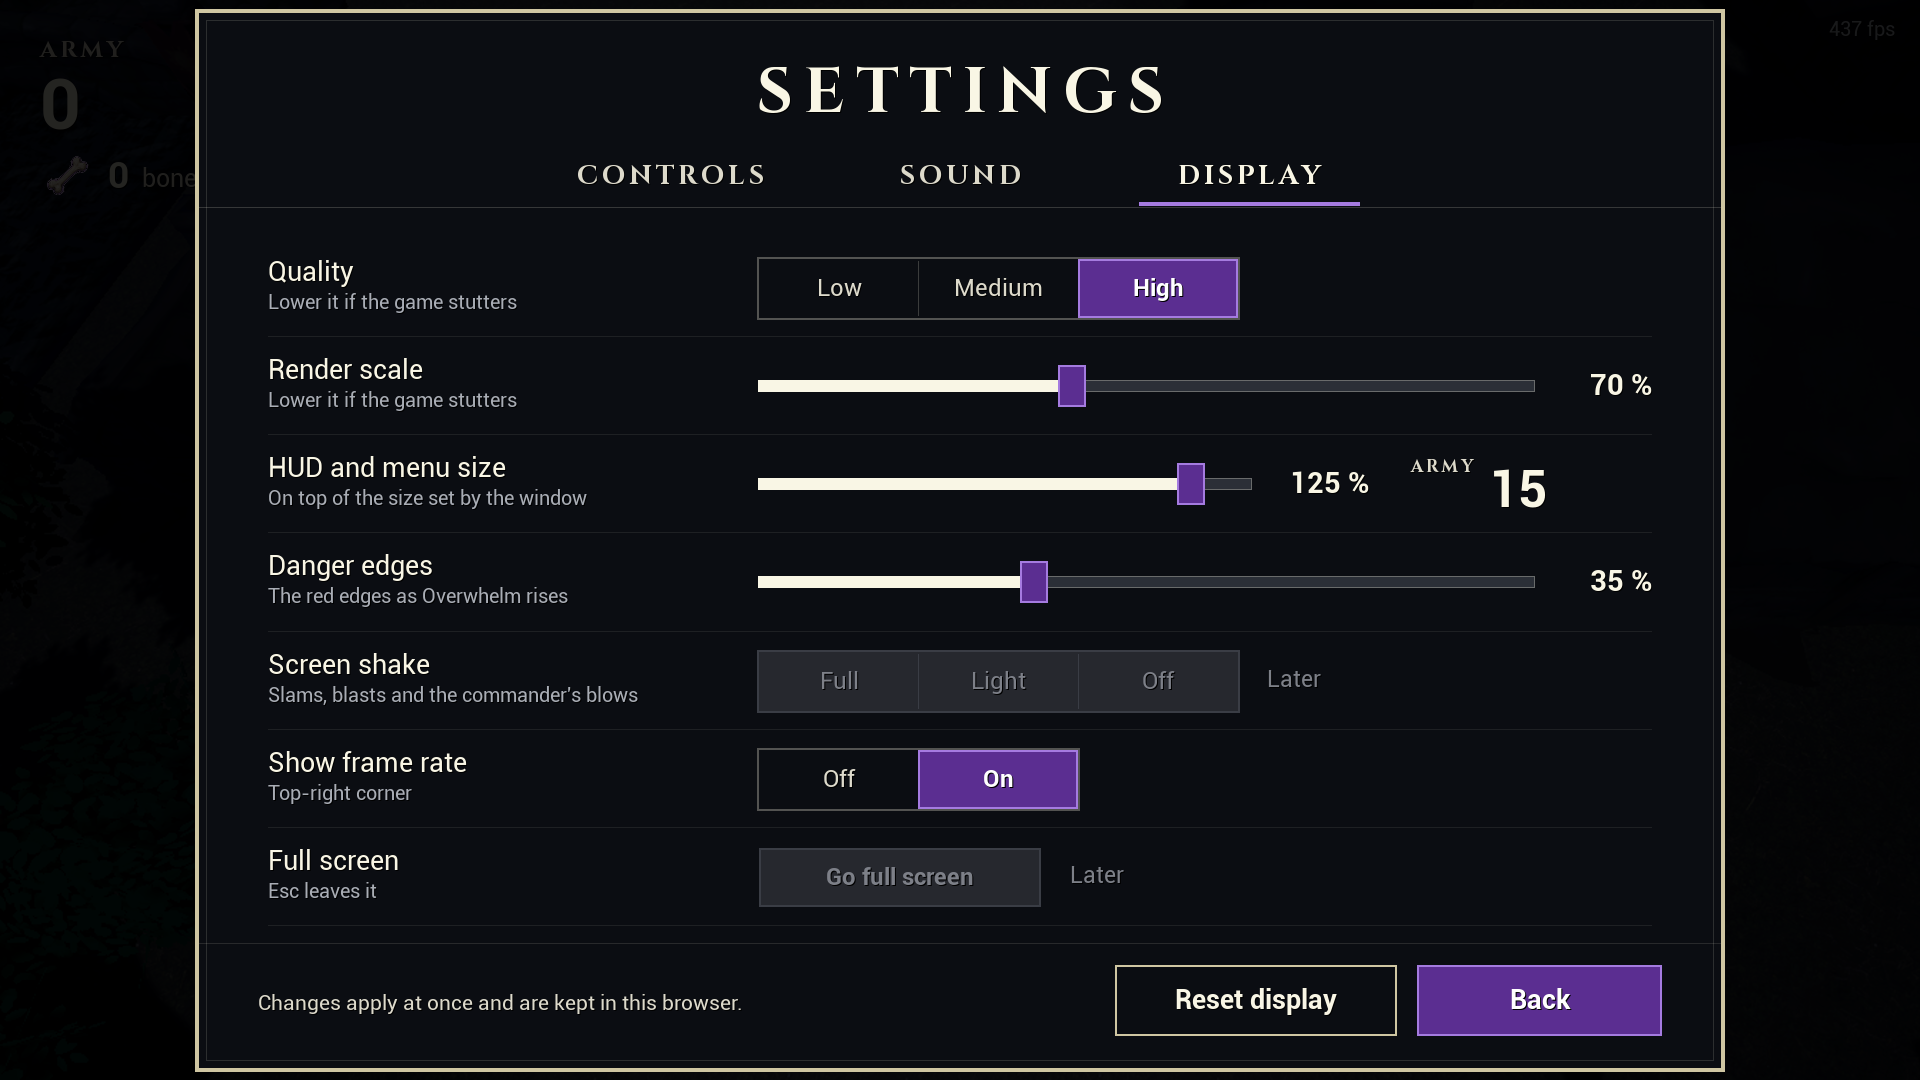 ARMY
437 fps
0
0 bone
SETTINGS
CONTROLS SOUND DISPLAY
Quality
Lower it if the game stutters
Low Medium High
Render scale
Lower it if the game stutters
70 %
HUD and menu size
On top of the size set by the window
125 %
ARMY 15
Danger edges
The red edges as Overwhelm rises
35 %
Screen shake
Slams, blasts and the commander's blows
Full Light Off Later
Show frame rate
Top-right corner
Off On
Full screen
Esc leaves it
Go full screen Later
Changes apply at once and are kept in this browser.
Reset display Back